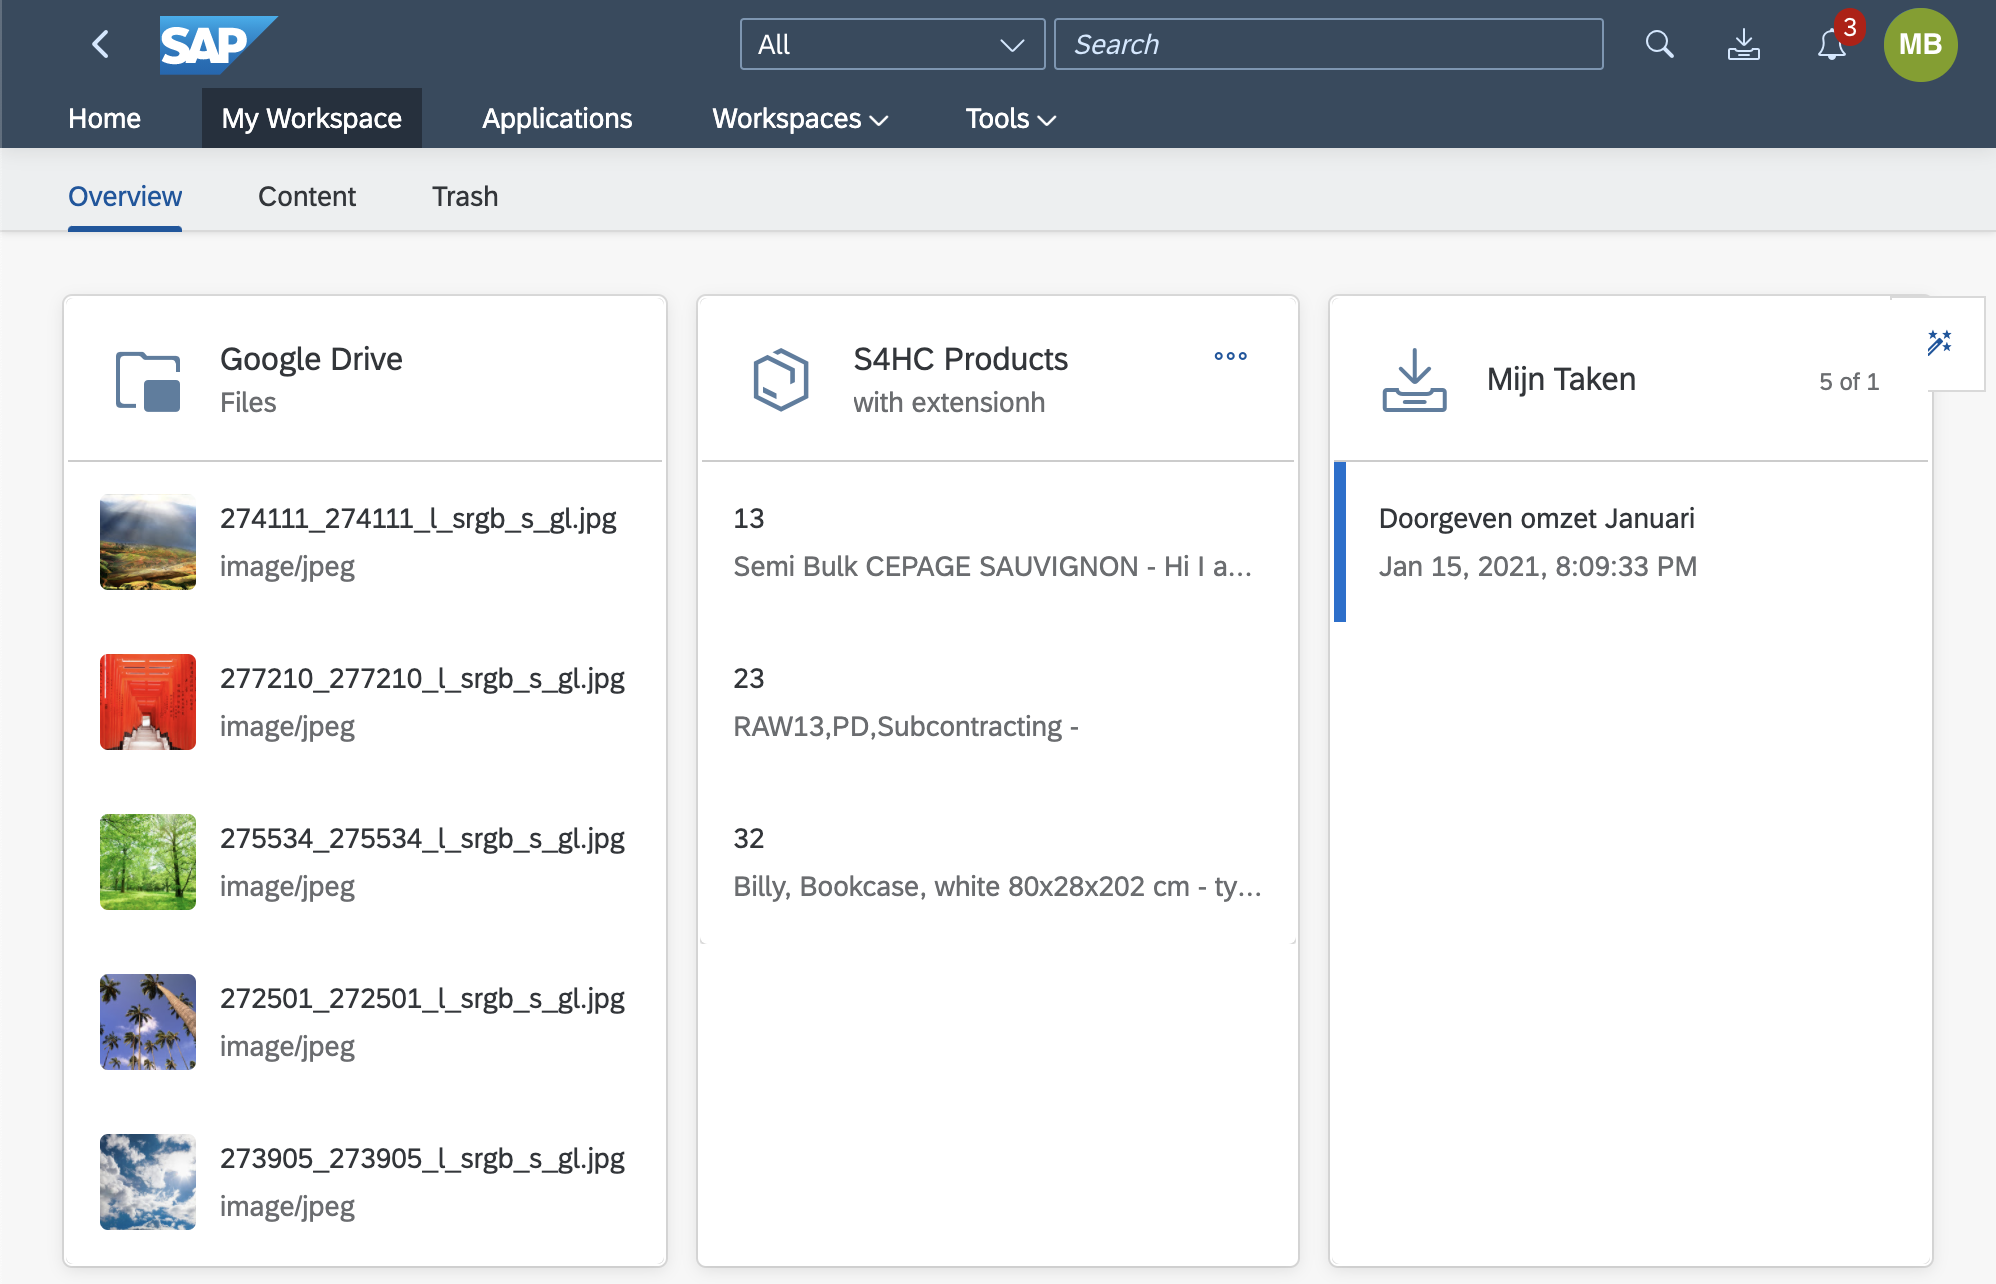 SAP
All
Search
3
MB
Home
My Workspace
Applications
Workspaces
Tools
Overview
Content
Trash
Google Drive
Files
274111_274111_l_srgb_s_gl.jpg
image/jpeg
277210_277210_l_srgb_s_gl.jpg
image/jpeg
275534_275534_l_srgb_s_gl.jpg
image/jpeg
272501_272501_l_srgb_s_gl.jpg
image/jpeg
273905_273905_l_srgb_s_gl.jpg
image/jpeg
S4HC Products
with extensionh
13
Semi Bulk CEPAGE SAUVIGNON - Hi I a...
23
RAW13,PD,Subcontracting -
32
Billy, Bookcase, white 80x28x202 cm - ty...
Mijn Taken
5 of 1
Doorgeven omzet Januari
Jan 15, 2021, 8:09:33 PM